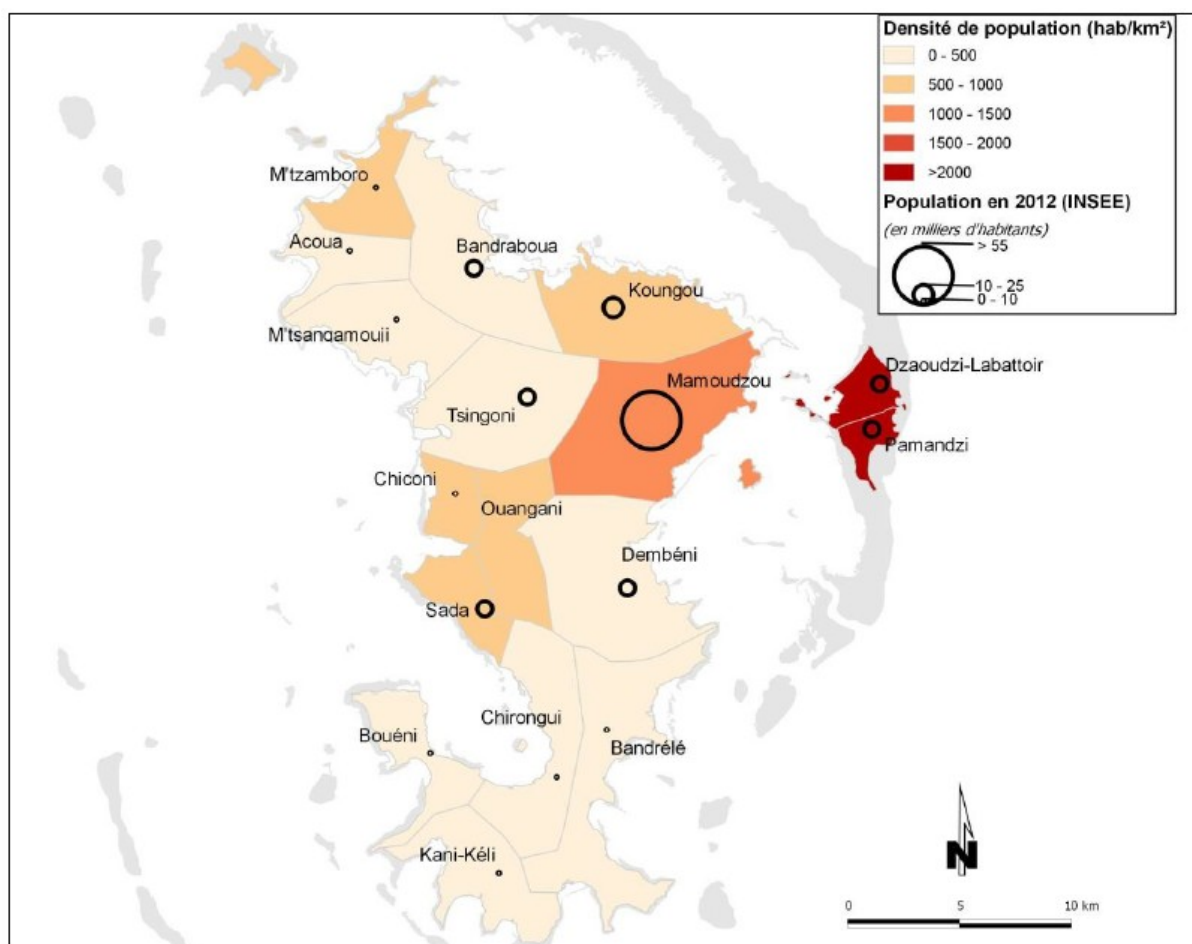 Densité de population (hab/km²)
0 - 500
500 - 1000
1000 - 1500
1500 - 2000
>2000
Population en 2012 (INSEE)
(en milliers d'habitants)
> 55
10 - 25
0 - 10
M'tzamboro
Acoua
Bandraboua
Koungou
M'tsangamouji
Dzaoudzi-Labattoir
Mamoudzou
Tsingoni
Pamandzi
Chiconi
Ouangani
Dembéni
Sada
Chirongui
Bouéni
Bandrélé
Kani-Kéli
N
0 5 10 km